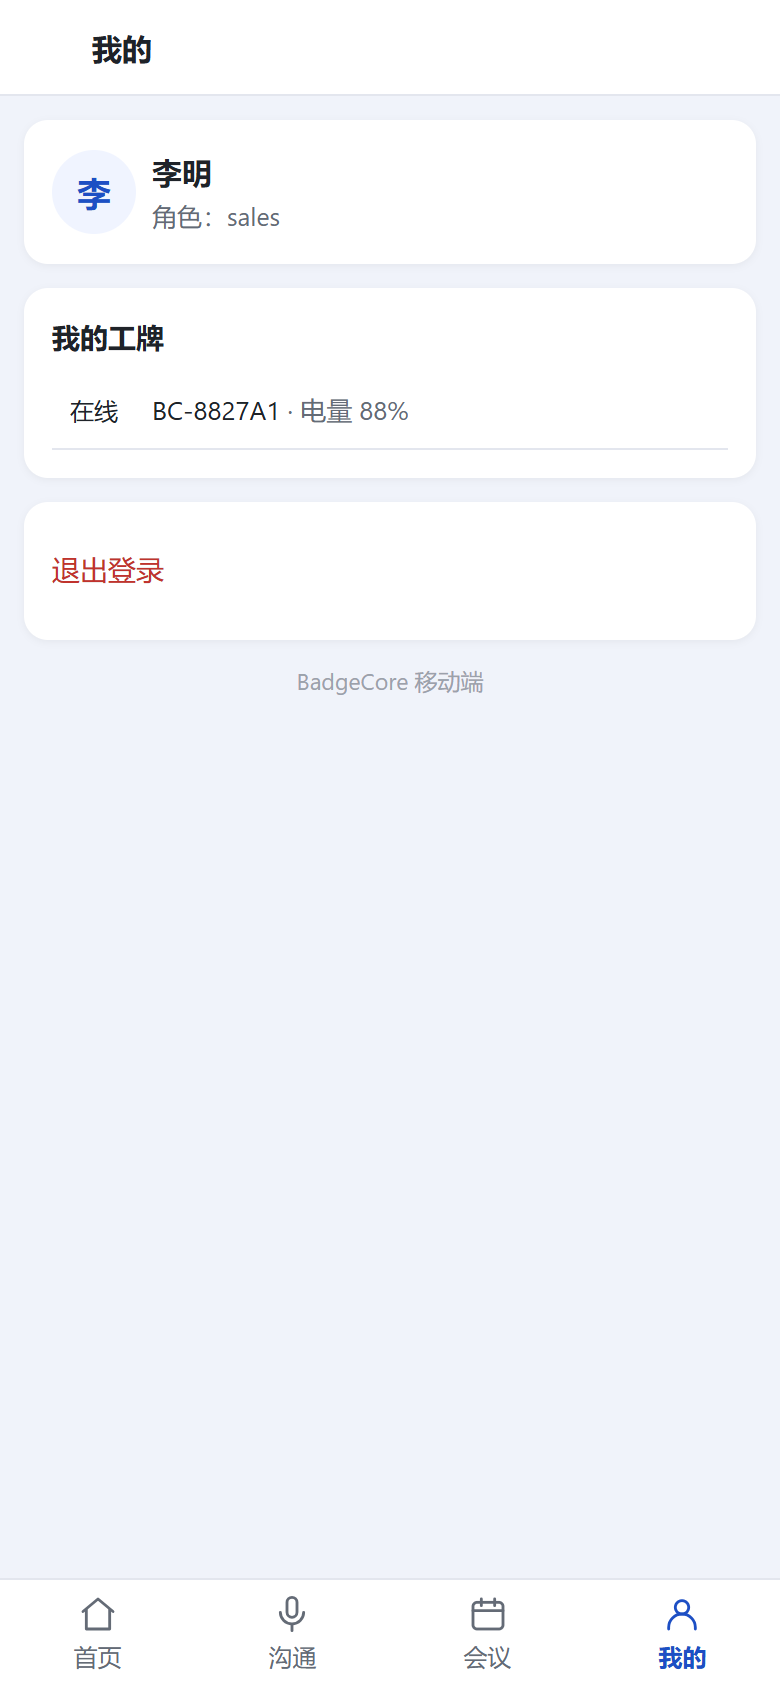 我的
李
李明
角色：sales
我的工牌
在线 BC-8827A1 · 电量 88%
退出登录
BadgeCore 移动端
首页 沟通 会议 我的